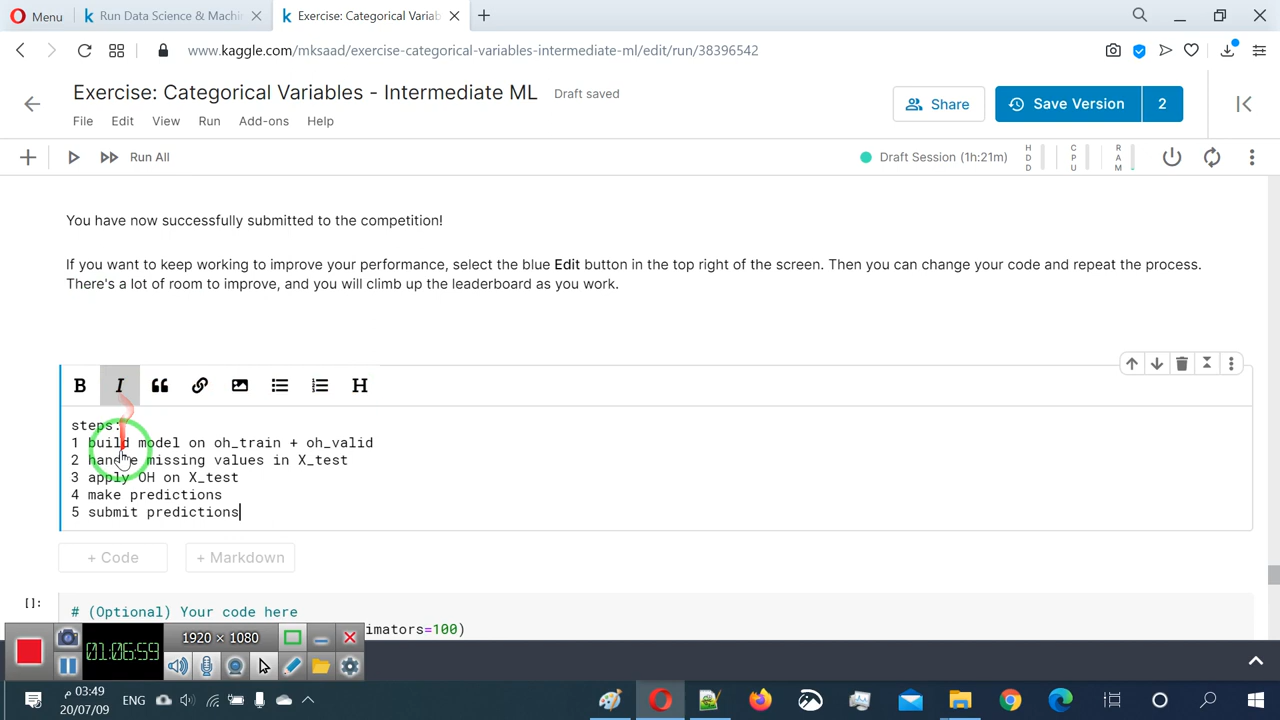 Menu
Run Data Science & Machi
Exercise: Categorical Variab
www.kaggle.com/mksaad/exercise-categorical-variables-intermediate-ml/edit/run/38396542
Exercise: Categorical Variables - Intermediate ML
Draft saved
File Edit View Run Add-ons Help
Share
Save Version
2
Run All
Draft Session (1h:21m)
HDD
CPU
RAM
You have now successfully submitted to the competition!
If you want to keep working to improve your performance, select the blue Edit button in the top right of the screen. Then you can change your code and repeat the process.
There's a lot of room to improve, and you will climb up the leaderboard as you work.
B I H
steps:
1 build model on oh_train + oh_valid
2 handle missing values in X_test
3 apply OH on X_test
4 make predictions
5 submit predictions
+ Code
+ Markdown
[]:
# (Optional) Your code here
imators=100)
1920 × 1080
01:06:59
ENG
03:49 م
20/07/09